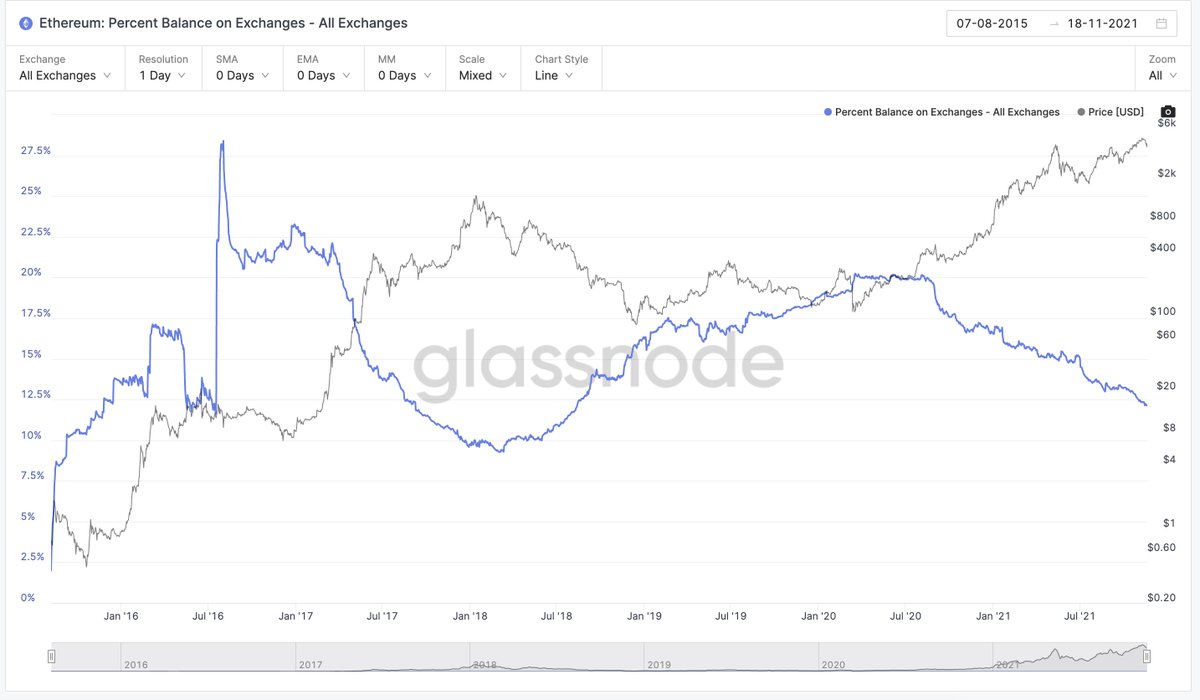 Ethereum: Percent Balance on Exchanges - All Exchanges
07-08-2015 → 18-11-2021
Exchange Resolution SMA EMA MM Scale Chart Style Zoom
All Exchanges 1 Day 0 Days 0 Days 0 Days Mixed Line All
Percent Balance on Exchanges - All Exchanges Price [USD]
$6k
27.5%
$2k
25%
$800
22.5%
$400
20%
17.5%
$100
$60
glassnode
15%
$20
12.5%
$8
10%
$4
7.5%
5%
$1
2.5%
$0.60
0%
$0.20
Jan '16 Jul '16 Jan '17 Jul '17 Jan '18 Jul '18 Jan '19 Jul '19 Jan '20 Jul '20 Jan '21 Jul '21
2016 2017 2018 2019 2020 2021